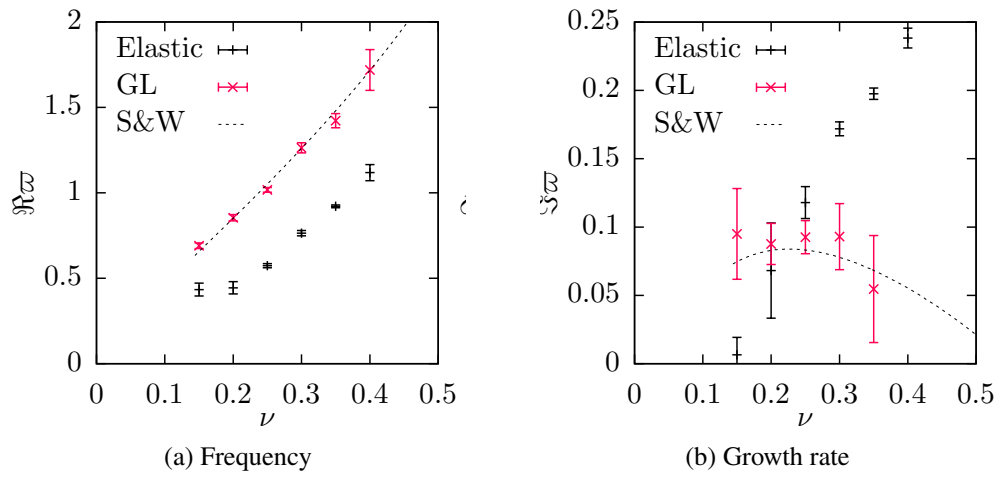 2
1.5
1
0.5
0
0 0.1 0.2 0.3 0.4 0.5
ℜϖ
ν
Elastic
GL
S&W
(a) Frequency
0.25
0.2
0.15
0.1
0.05
0
0 0.1 0.2 0.3 0.4 0.5
ℑϖ
ν
Elastic
GL
S&W
(b) Growth rate